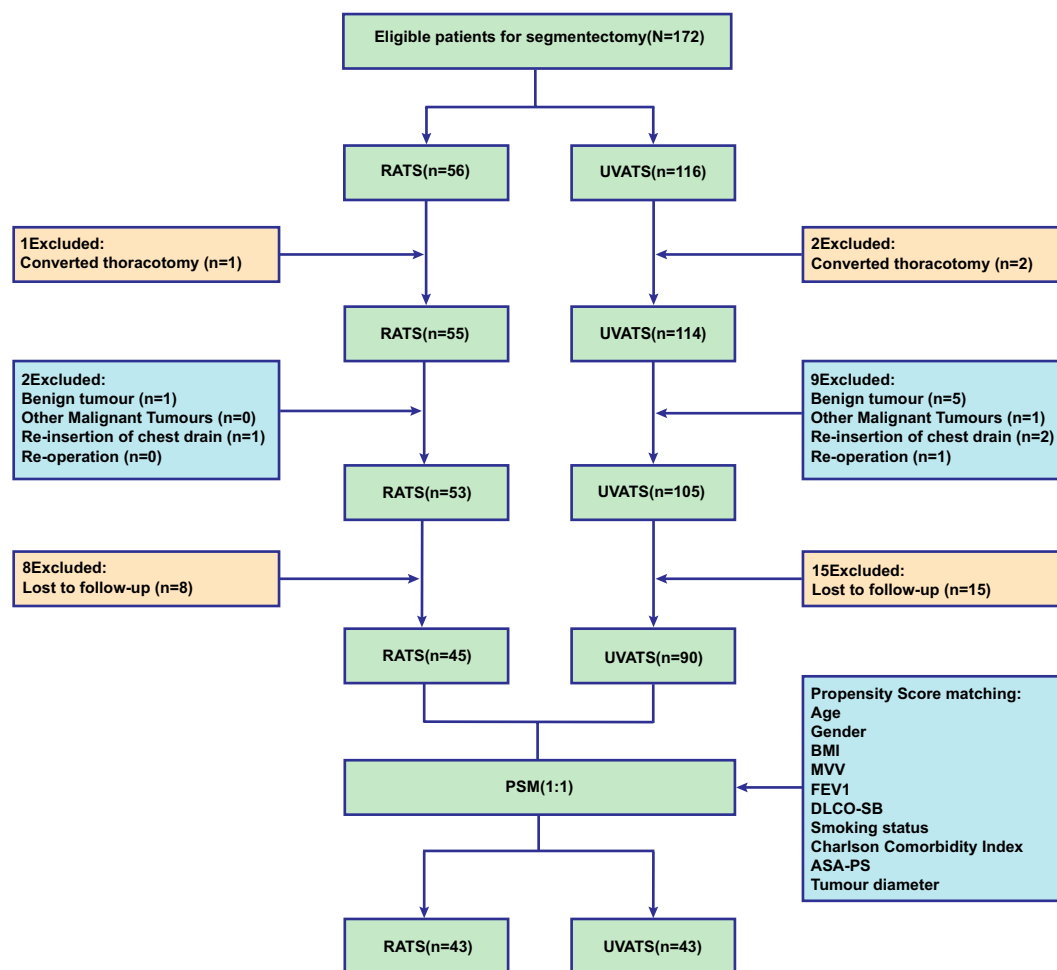 Eligible patients for segmentectomy(N=172)
RATS(n=56)
UVATS(n=116)
1Excluded:
Converted thoracotomy (n=1)
2Excluded:
Converted thoracotomy (n=2)
RATS(n=55)
UVATS(n=114)
2Excluded:
Benign tumour (n=1)
Other Malignant Tumours (n=0)
Re-insertion of chest drain (n=1)
Re-operation (n=0)
9Excluded:
Benign tumour (n=5)
Other Malignant Tumours (n=1)
Re-insertion of chest drain (n=2)
Re-operation (n=1)
RATS(n=53)
UVATS(n=105)
8Excluded:
Lost to follow-up (n=8)
15Excluded:
Lost to follow-up (n=15)
RATS(n=45)
UVATS(n=90)
Propensity Score matching:
Age
Gender
BMI
MVV
FEV1
DLCO-SB
Smoking status
Charlson Comorbidity Index
ASA-PS
Tumour diameter
PSM(1:1)
RATS(n=43)
UVATS(n=43)